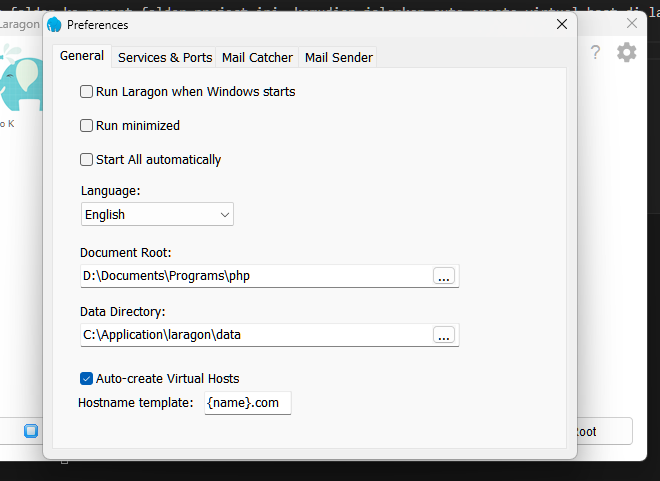 Laragon
Preferences
General
Services & Ports
Mail Catcher
Mail Sender
Run Laragon when Windows starts
Run minimized
Start All automatically
Language:
English
Document Root:
D:\Documents\Programs\php
...
Data Directory:
C:\Application\laragon\data
...
Auto-create Virtual Hosts
Hostname template:
{name}.com
?
o K